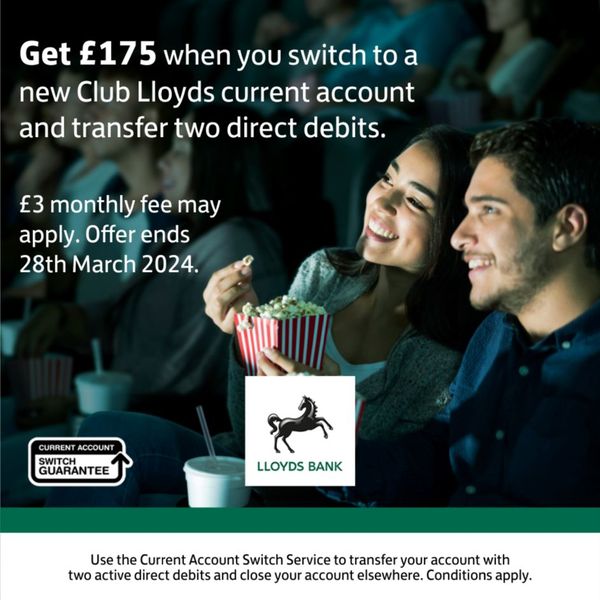 Get £175 when you switch to a
new Club Lloyds current account
and transfer two direct debits.
£3 monthly fee may
apply. Offer ends
28th March 2024.
CURRENT ACCOUNT
SWITCH
GUARANTEE
LLOYDS BANK
Use the Current Account Switch Service to transfer your account with
two active direct debits and close your account elsewhere. Conditions apply.